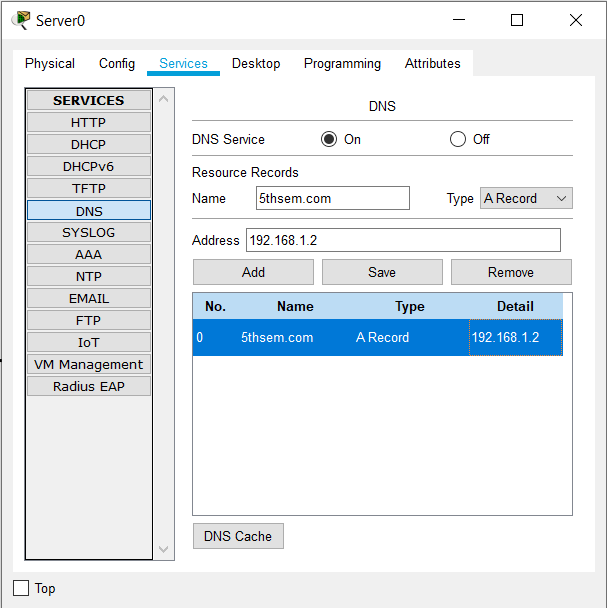 Server0
Physical Config Services Desktop Programming Attributes
SERVICES
HTTP
DHCP
DHCPv6
TFTP
DNS
SYSLOG
AAA
NTP
EMAIL
FTP
IoT
VM Management
Radius EAP
DNS
DNS Service On Off
Resource Records
Name 5thsem.com Type A Record
Address 192.168.1.2
Add Save Remove
No. Name Type Detail
0 5thsem.com A Record 192.168.1.2
DNS Cache
Top